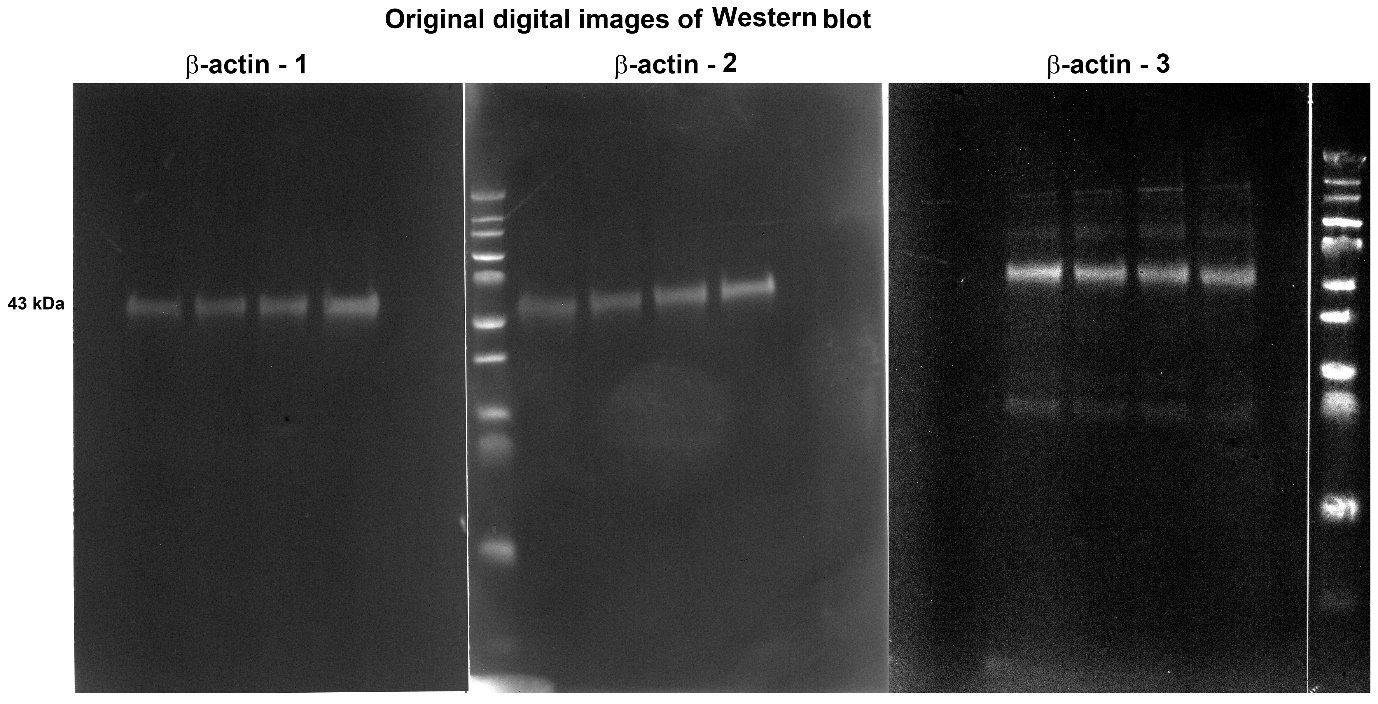 Original digital images of Western blot
β-actin - 1
β-actin - 2
β-actin - 3
43 kDa